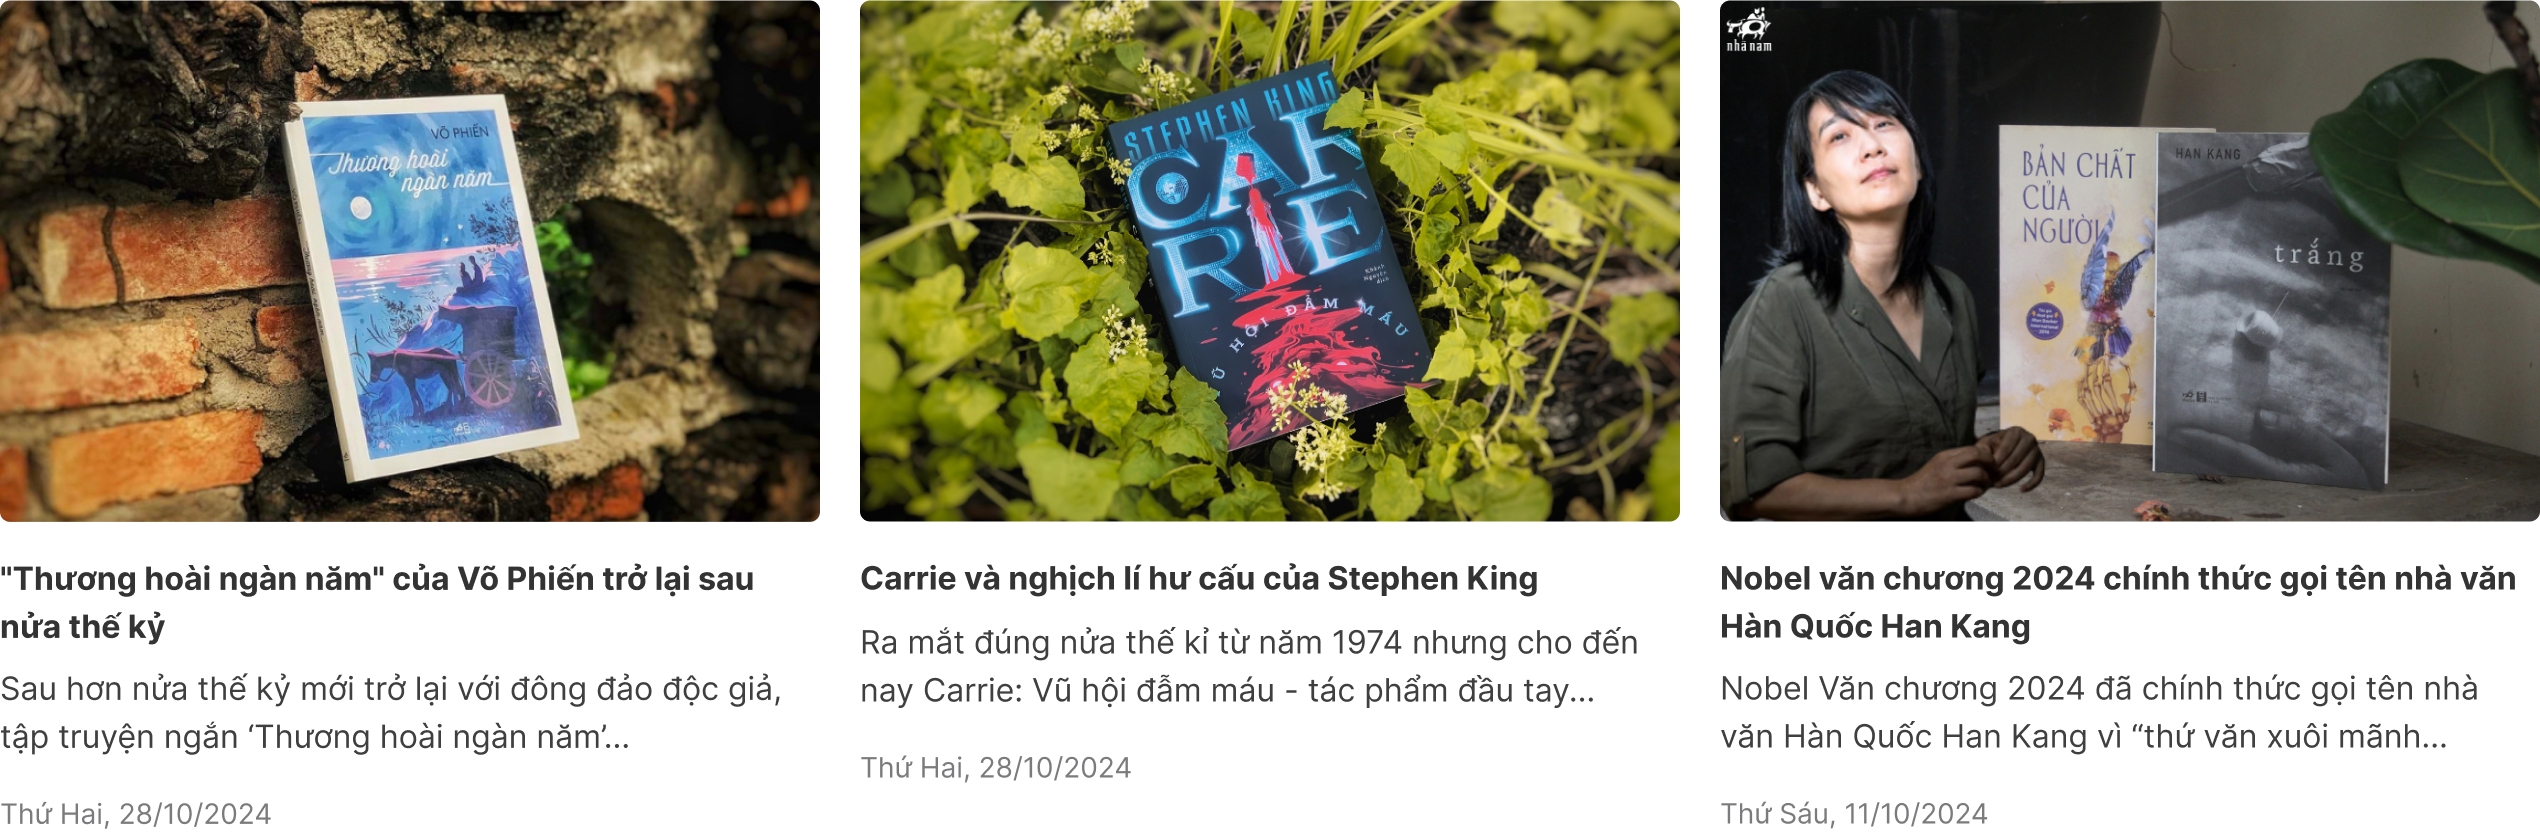 VÕ PHIẾN
Thương hoài
ngàn năm
"Thương hoài ngàn năm" của Võ Phiến trở lại sau
nửa thế kỷ
Sau hơn nửa thế kỷ mới trở lại với đông đảo độc giả,
tập truyện ngắn ‘Thương hoài ngàn năm’...
Thứ Hai, 28/10/2024
STEPHEN KING
CAR
RIE
Khánh
Nguyên
dịch
VŨ HỘI ĐẪM MÁU
Carrie và nghịch lí hư cấu của Stephen King
Ra mắt đúng nửa thế kỉ từ năm 1974 nhưng cho đến
nay Carrie: Vũ hội đẫm máu - tác phẩm đầu tay...
Thứ Hai, 28/10/2024
nhã nam
BẢN CHẤT
CỦA
NGƯỜI
HAN KANG
trắng
Nobel văn chương 2024 chính thức gọi tên nhà văn
Hàn Quốc Han Kang
Nobel Văn chương 2024 đã chính thức gọi tên nhà
văn Hàn Quốc Han Kang vì “thứ văn xuôi mãnh...
Thứ Sáu, 11/10/2024